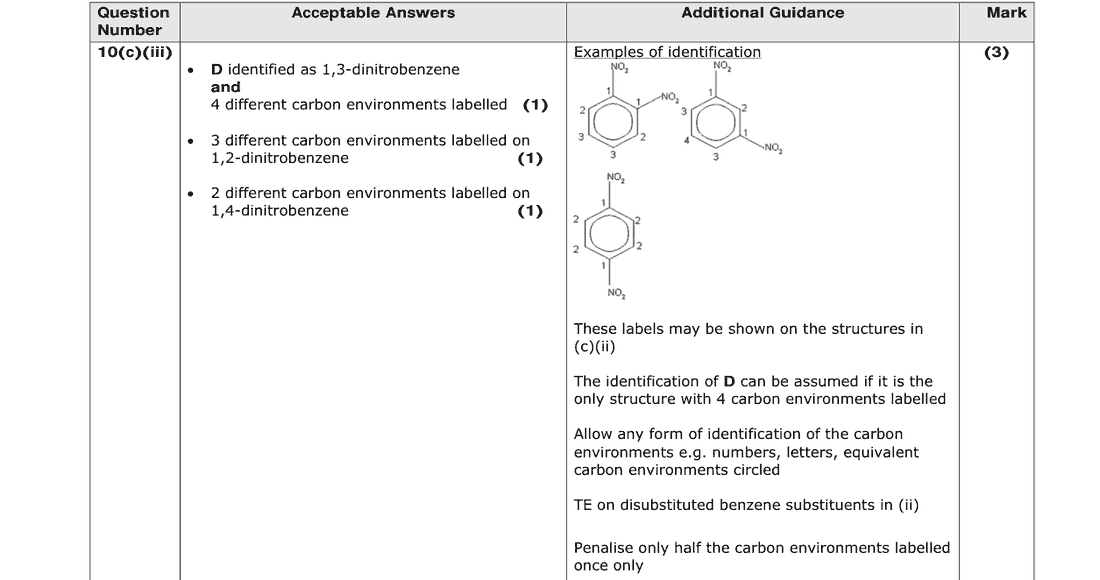 Question Number
Acceptable Answers
Additional Guidance
Mark
10(c)(iii)
• D identified as 1,3-dinitrobenzene
and
4 different carbon environments labelled (1)
• 3 different carbon environments labelled on
1,2-dinitrobenzene (1)
• 2 different carbon environments labelled on
1,4-dinitrobenzene (1)
Examples of identification
NO₂
1
1
NO₂
2
3
2
3
NO₂
1
3
2
4
1
3
NO₂
NO₂
1
2
2
2
2
1
NO₂
These labels may be shown on the structures in
(c)(ii)
The identification of D can be assumed if it is the
only structure with 4 carbon environments labelled
Allow any form of identification of the carbon
environments e.g. numbers, letters, equivalent
carbon environments circled
TE on disubstituted benzene substituents in (ii)
Penalise only half the carbon environments labelled
once only
(3)